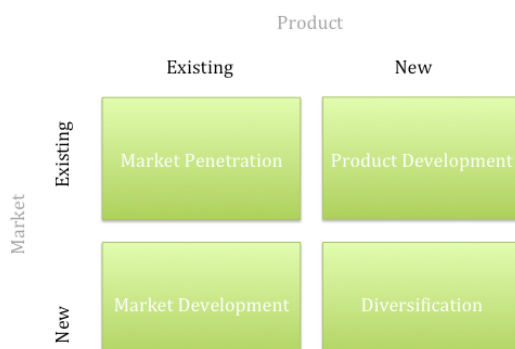 Product
Existing
New
Existing
Market Penetration
Product Development
Market
New
Market Development
Diversification